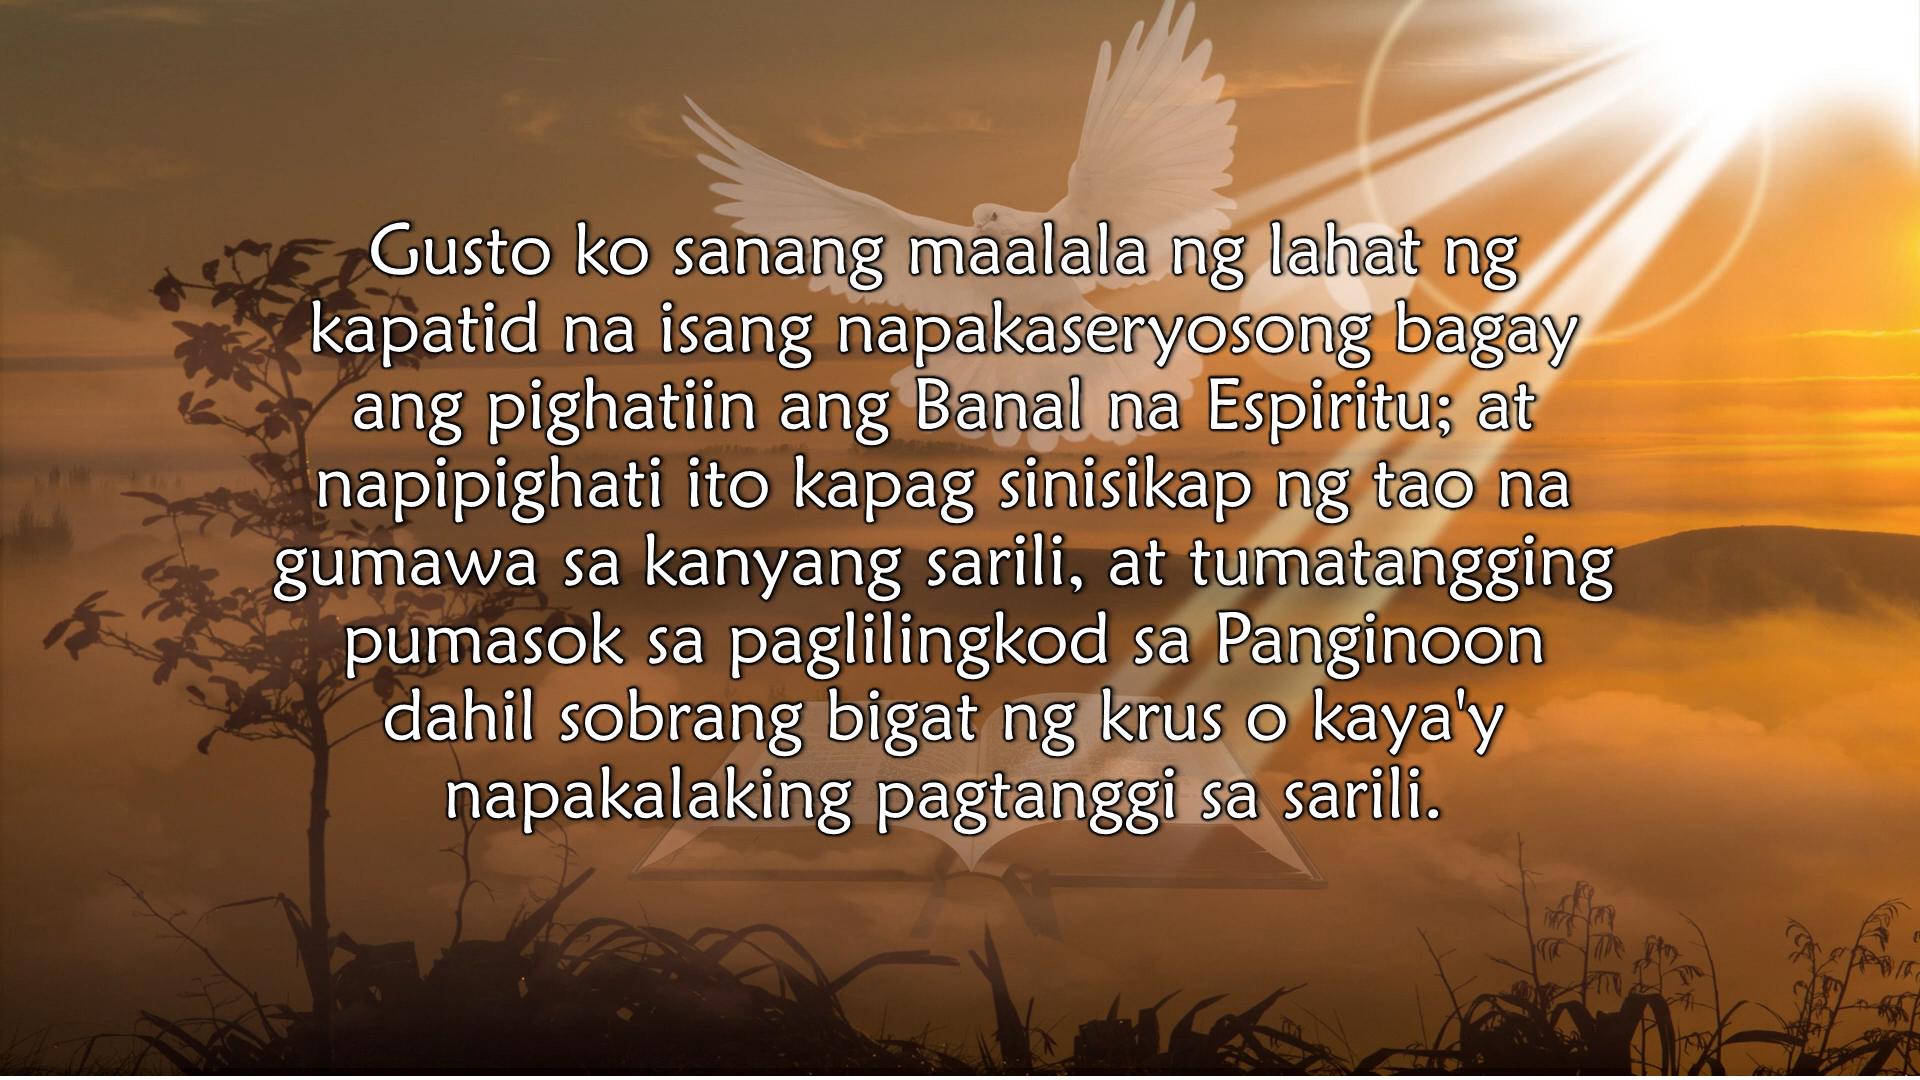 Gusto ko sanang maalala ng lahat ng
kapatid na isang napakaseryosong bagay
ang pighatiin ang Banal na Espiritu; at
napipighati ito kapag sinisikap ng tao na
gumawa sa kanyang sarili, at tumatangging
pumasok sa paglilingkod sa Panginoon
dahil sobrang bigat ng krus o kaya'y
napakalaking pagtanggi sa sarili.